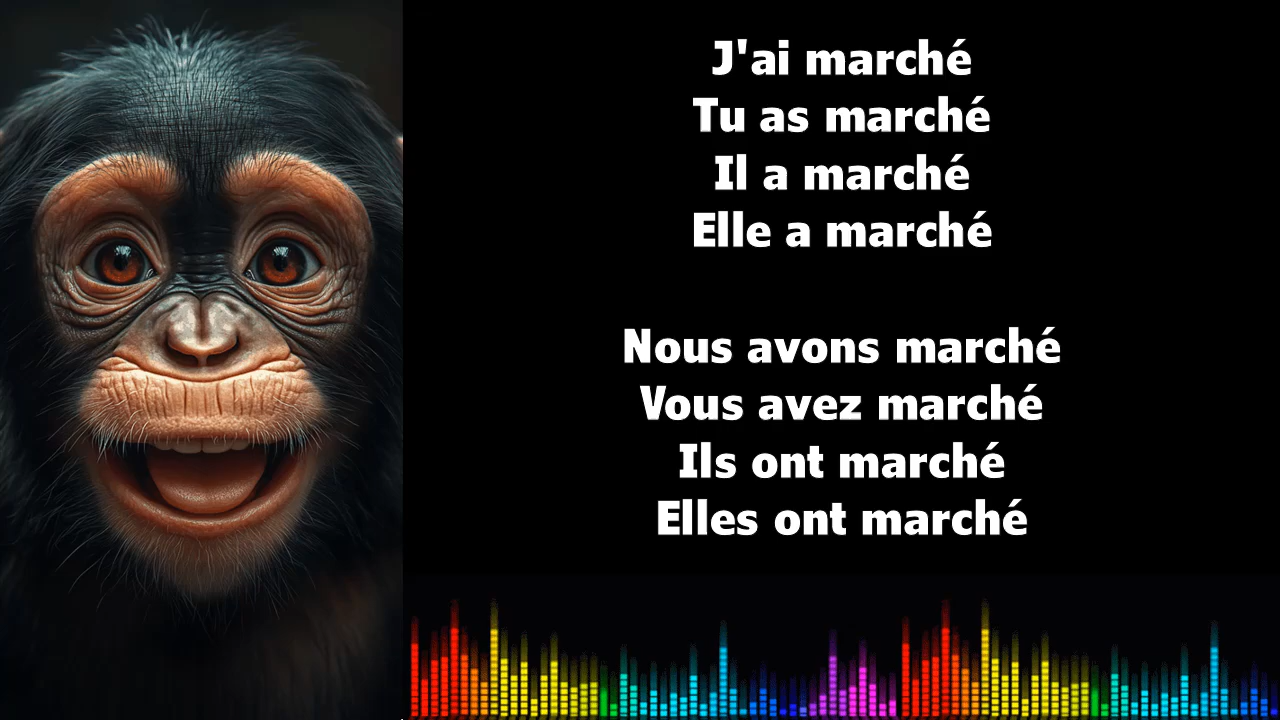 J'ai marché
Tu as marché
Il a marché
Elle a marché
Nous avons marché
Vous avez marché
Ils ont marché
Elles ont marché